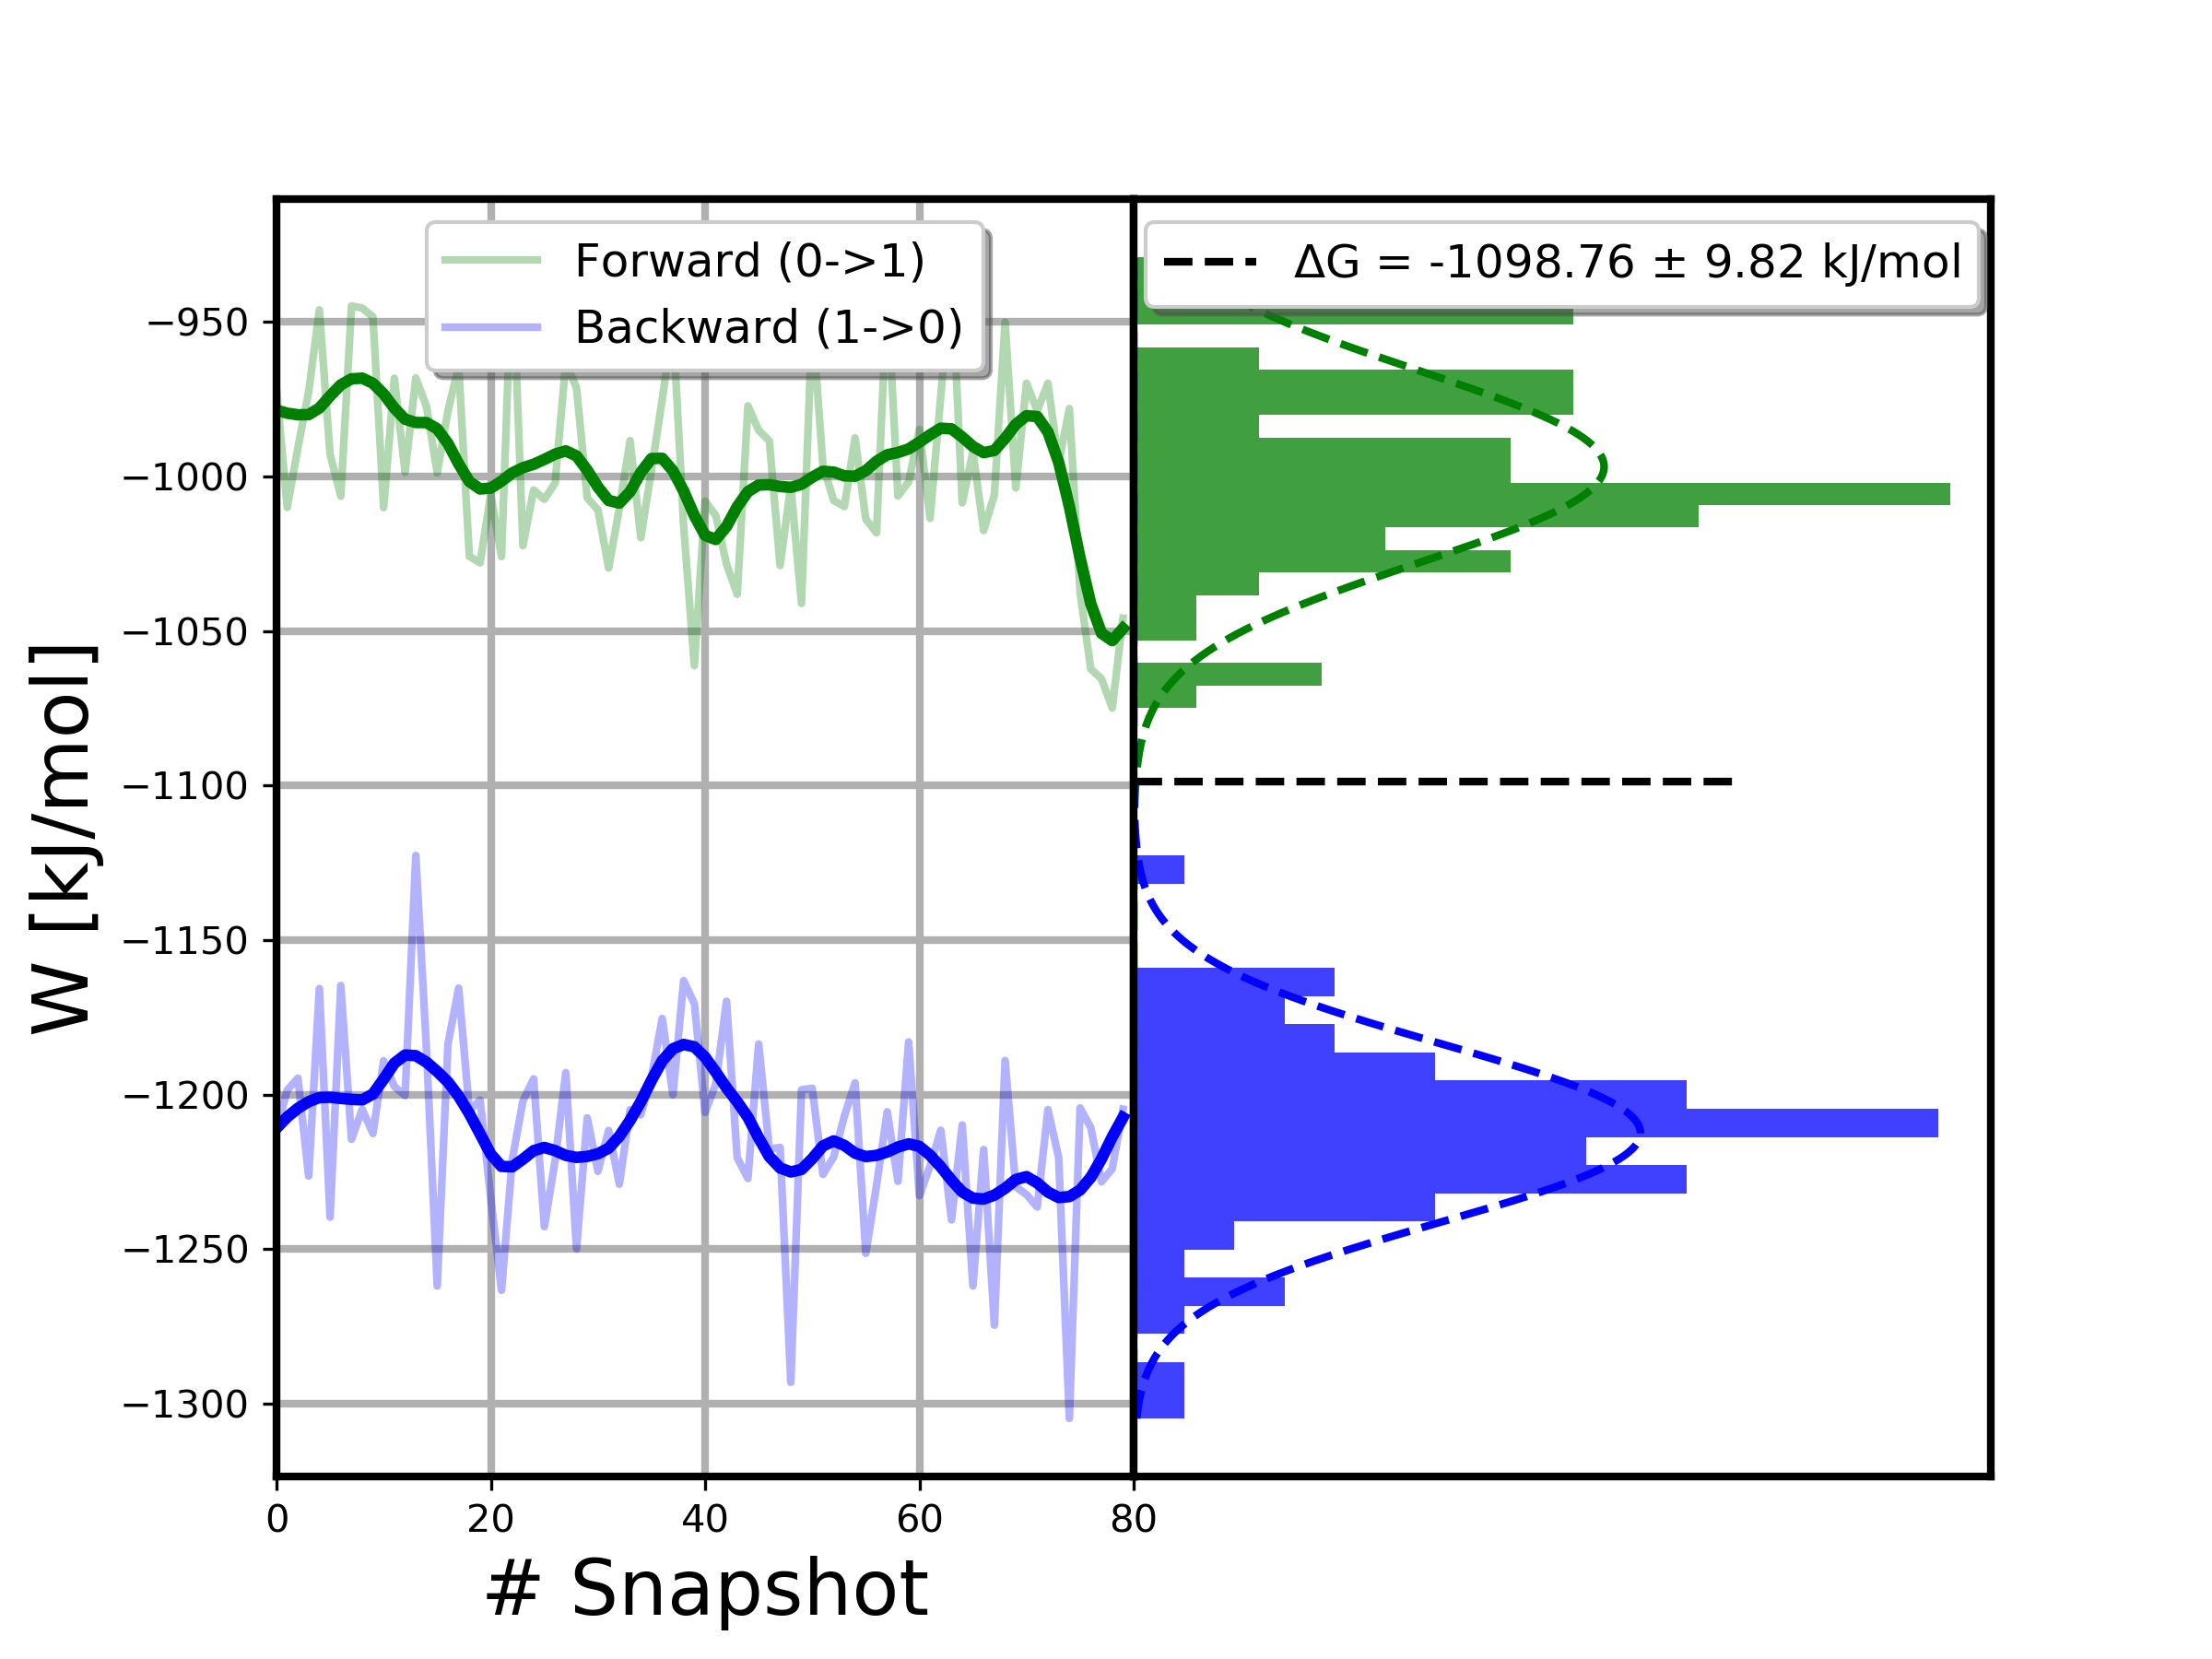 Forward (0->1)
Backward (1->0)
ΔG = -1098.76 ± 9.82 kJ/mol
W [kJ/mol]
−950
−1000
−1050
−1100
−1150
−1200
−1250
−1300
0 20 40 60 80
# Snapshot